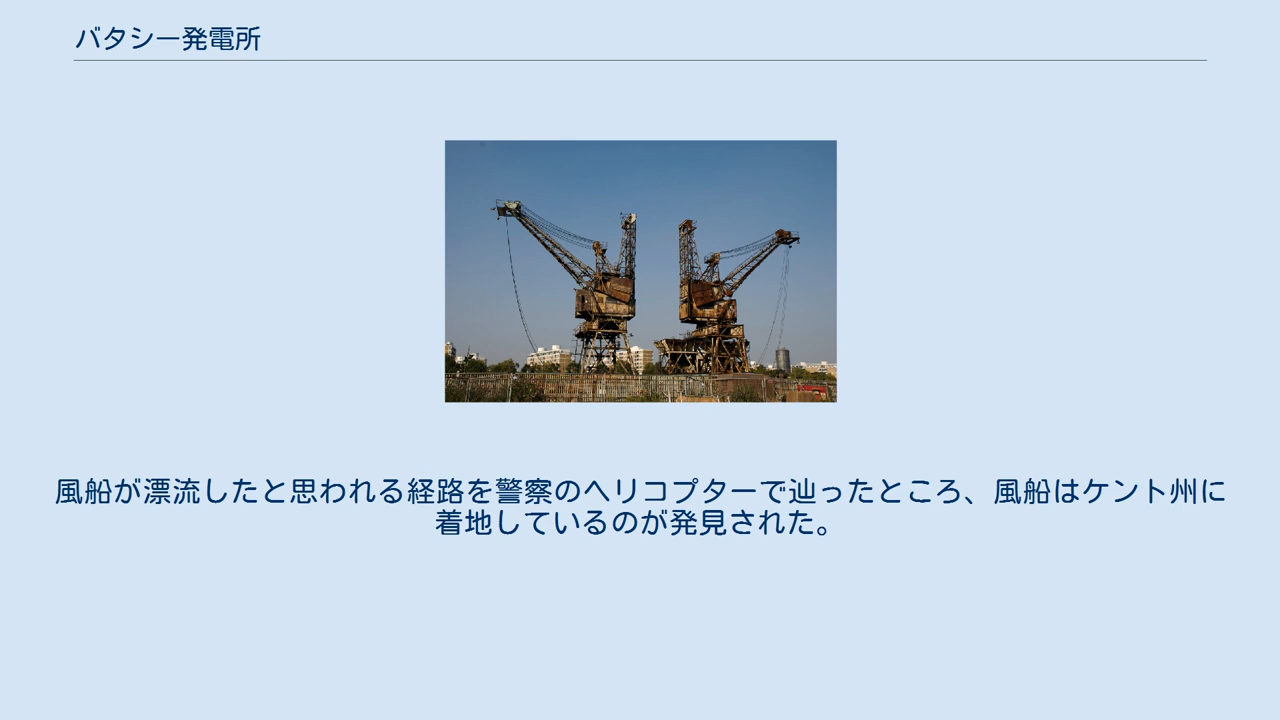 バタシー発電所
風船が漂流したと思われる経路を警察のヘリコプターで辿ったところ、風船はケント州に
着地しているのが発見された。